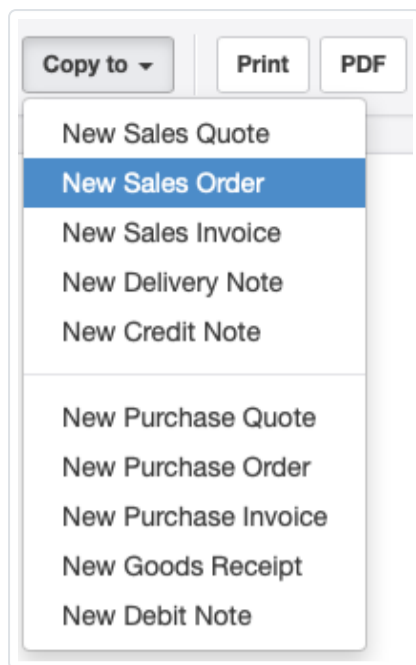 Copy to Print PDF
New Sales Quote
New Sales Order
New Sales Invoice
New Delivery Note
New Credit Note
New Purchase Quote
New Purchase Order
New Purchase Invoice
New Goods Receipt
New Debit Note